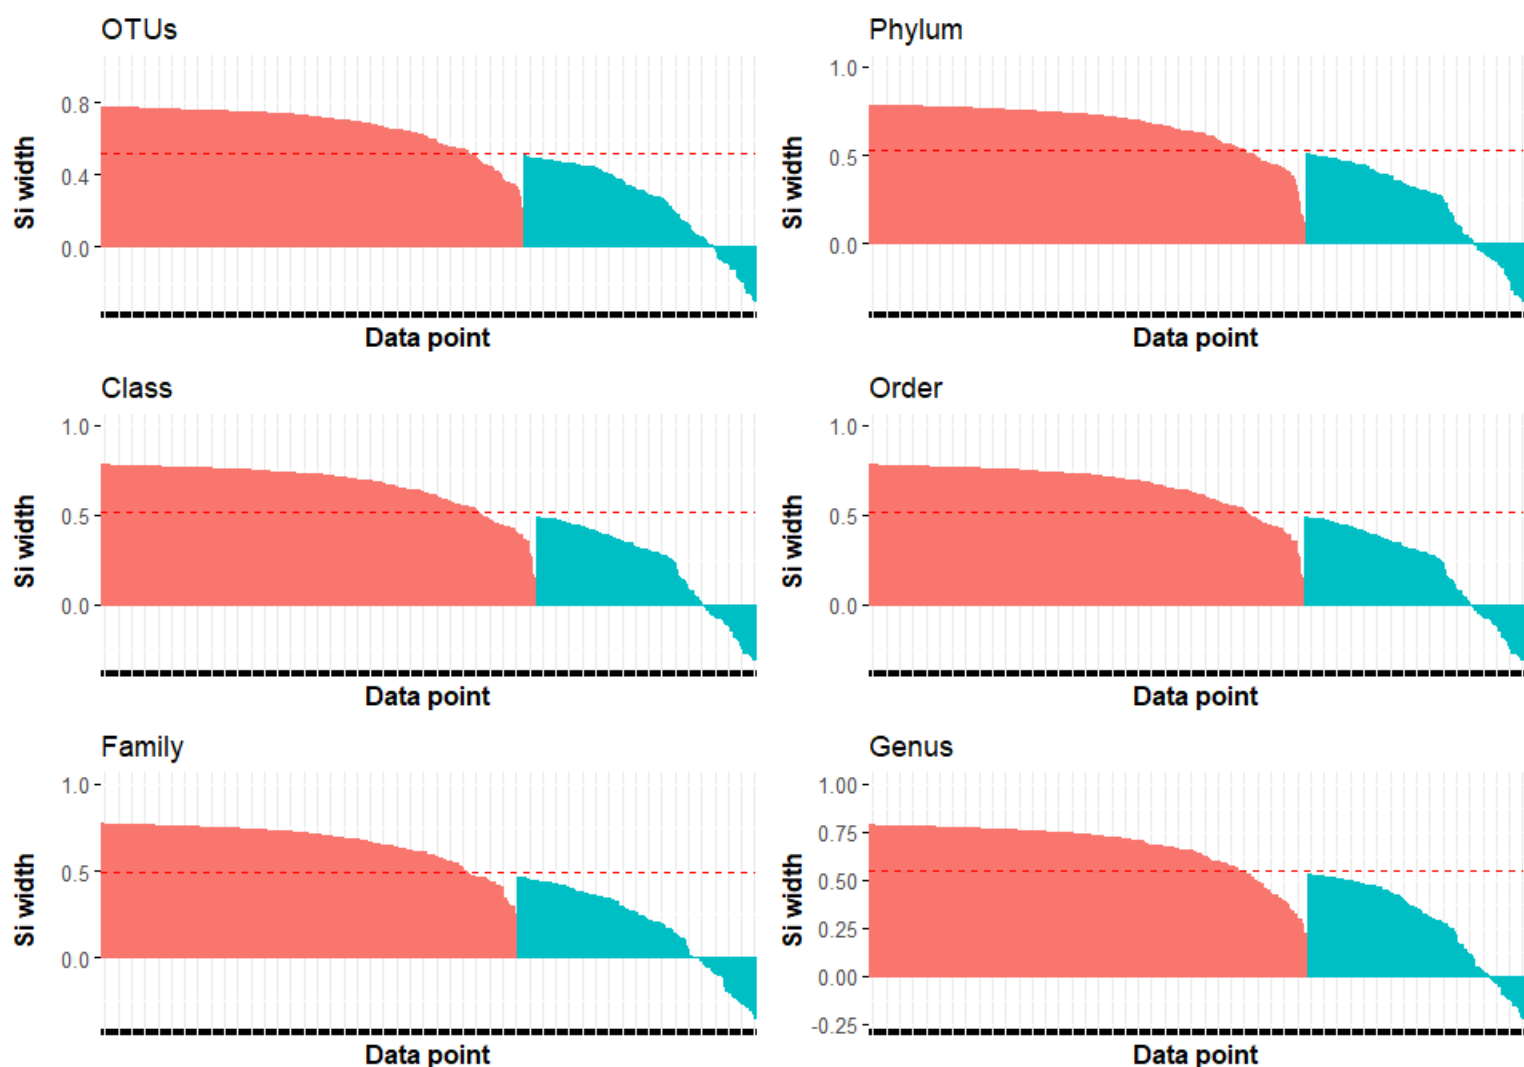 OTUs
Si width
0.8
0.4
0.0
Data point
Phylum
Si width
1.0
0.5
0.0
Data point
Class
Si width
1.0
0.5
0.0
Data point
Order
Si width
1.0
0.5
0.0
Data point
Family
Si width
1.0
0.5
0.0
Data point
Genus
Si width
1.00
0.75
0.50
0.25
0.00
-0.25
Data point